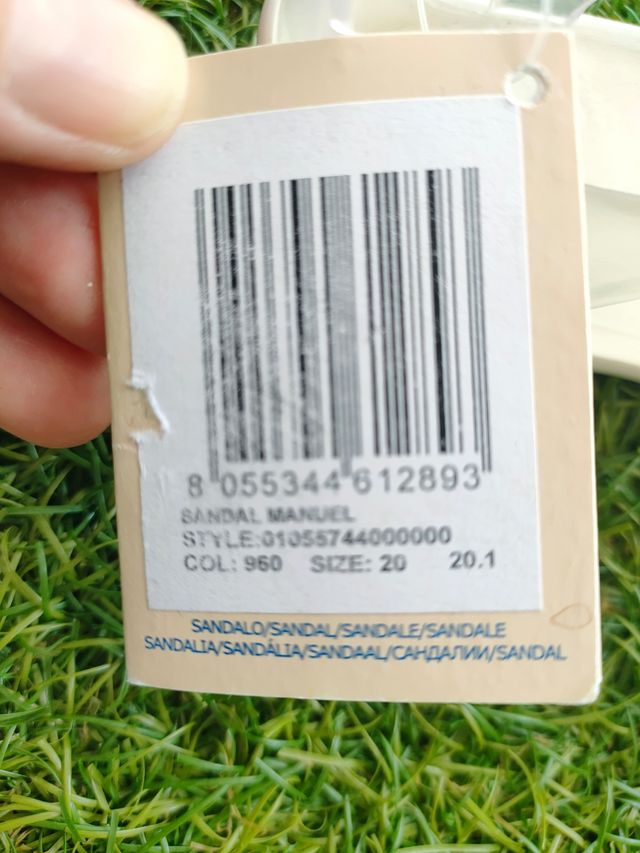 8 055344 612893
SANDAL MANUEL
STYLE:01055744000000
COL: 960 SIZE: 20 20.1
SANDALO/SANDAL/SANDALE/SANDALE
SANDALIA/SANDÁLIA/SANDAAL/САНДАЛИИ/SANDAL